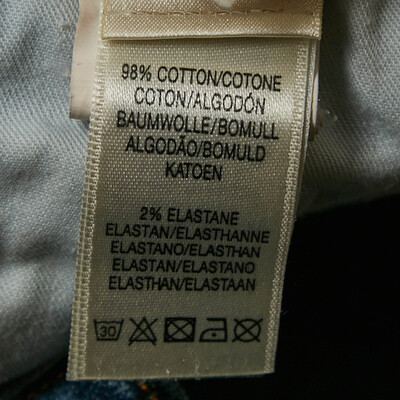 98% COTTON/COTONE
COTON/ALGODÓN
BAUMWOLLE/BOMULL
ALGODÃO/BOMULD
KATOEN
2% ELASTANE
ELASTAN/ELASTHANNE
ELASTANO/ELASTHAN
ELASTAN/ELASTANO
ELASTHAN/ELASTAAN
30